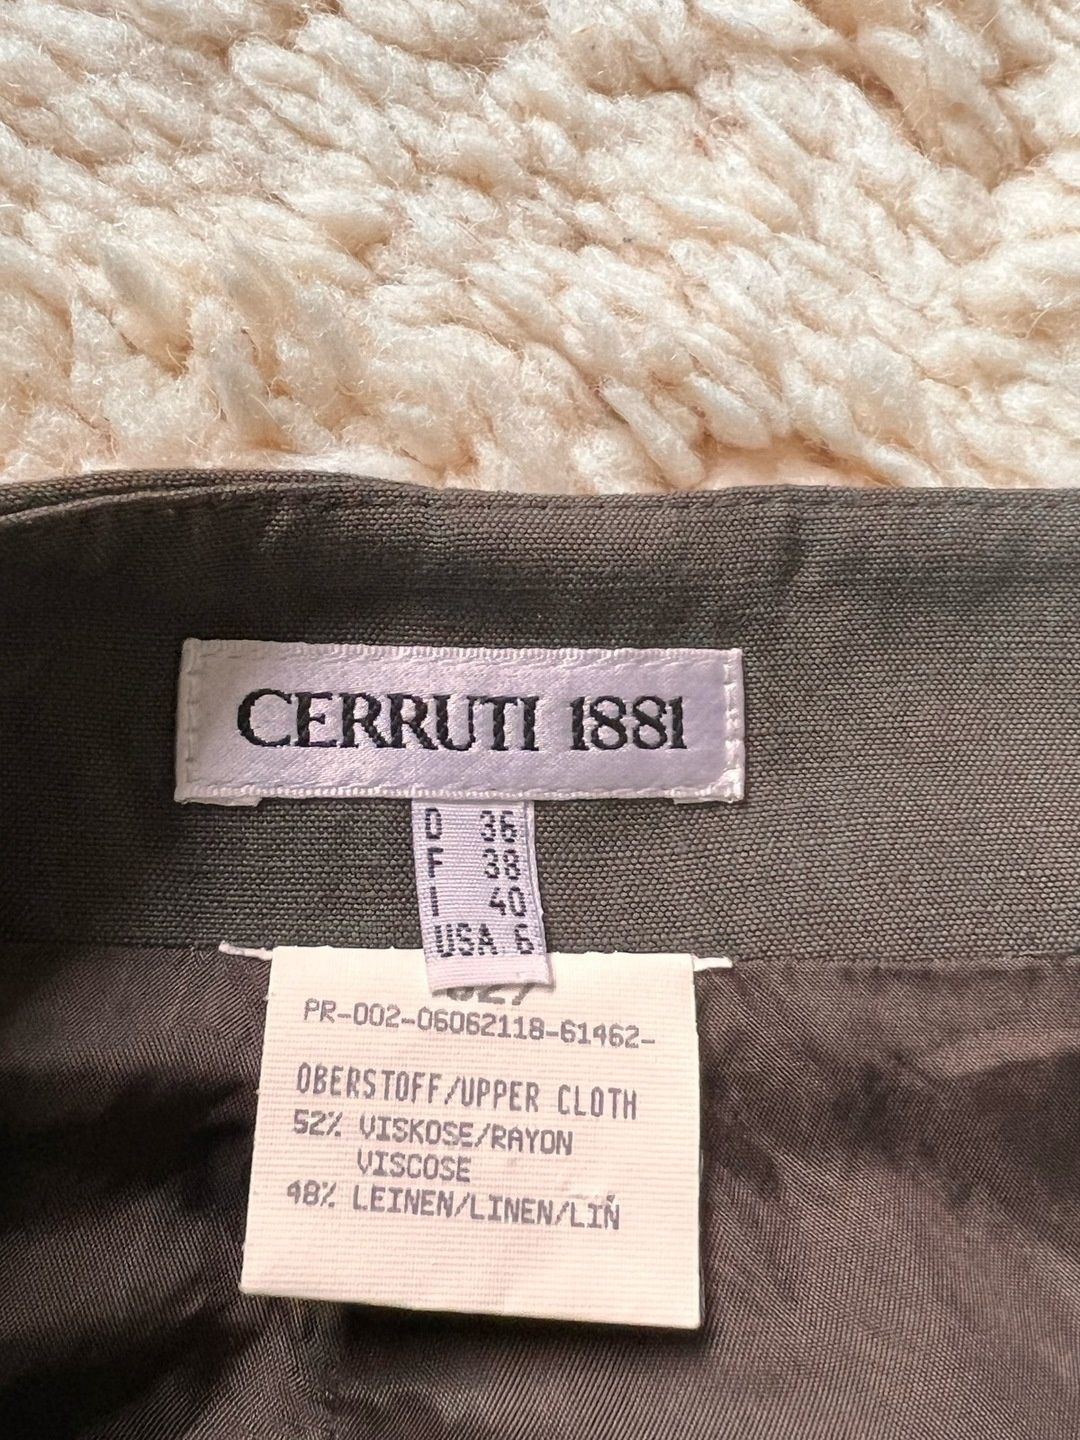 CERRUTI 1881
D 36
F 38
I 40
USA 6
PR-002-06062118-61462-
OBERSTOFF/UPPER CLOTH
52% VISKOSE/RAYON
VISCOSE
48% LEINEN/LINEN/LIÑ